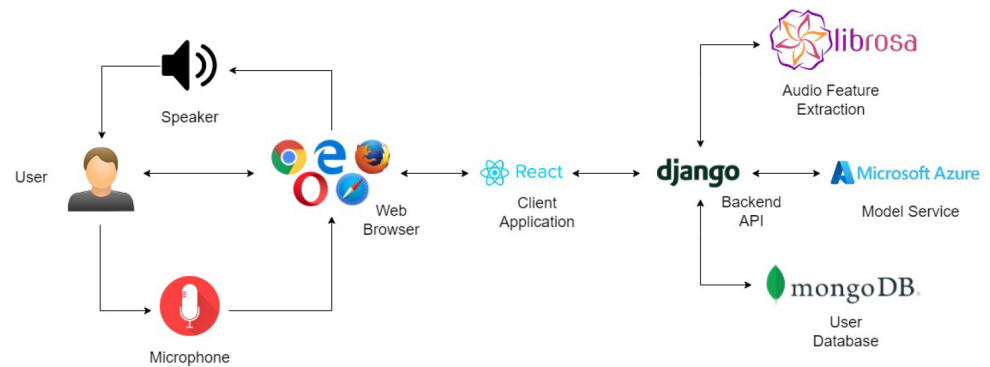 librosa
Audio Feature
Extraction
Speaker
User
React
Client
Application
django
Backend
API
Microsoft Azure
Model Service
Web
Browser
mongoDB.
User
Database
Microphone